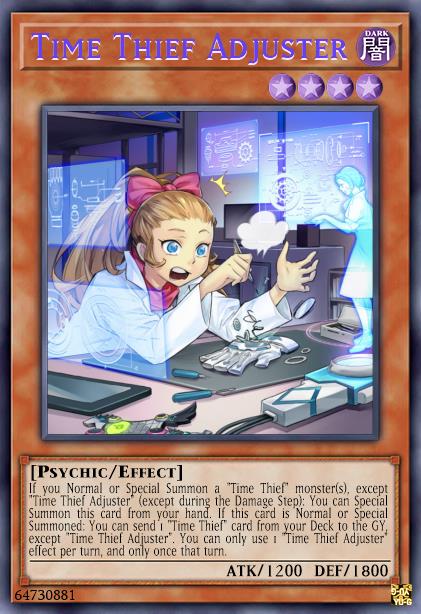 TIME THIEF ADJUSTER
DARK
闇
[PSYCHIC/EFFECT]
If you Normal or Special Summon a "Time Thief" monster(s), except
"Time Thief Adjuster" (except during the Damage Step): You can Special
Summon this card from your hand. If this card is Normal or Special
Summoned: You can send 1 "Time Thief" card from your Deck to the GY,
except "Time Thief Adjuster". You can only use 1 "Time Thief Adjuster"
effect per turn, and only once that turn.
ATK/1200 DEF/1800
64730881